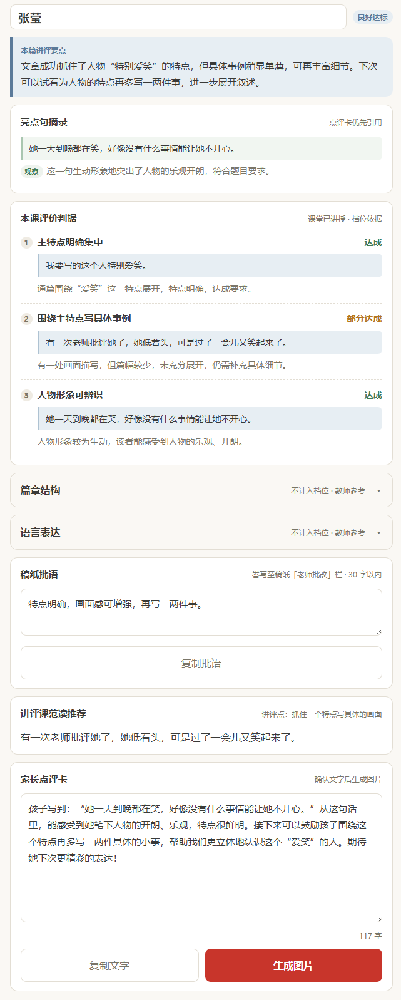 张莹
良好达标
本篇讲评要点
文章成功抓住了人物“特别爱笑”的特点，但具体事例稍显单薄，可再丰富细节。下次
可以试着为人物的特点再多写一两件事，进一步展开叙述。
亮点句摘录
点评卡优先引用
她一天到晚都在笑，好像没有什么事情能让她不开心。
观察 这一句生动形象地突出了人物的乐观开朗，符合题目要求。
本课评价判据
课堂已讲授 · 档位依据
1 主特点明确集中 达成
我要写的这个人特别爱笑。
通篇围绕“爱笑”这一特点展开，特点明确，达成要求。
2 围绕主特点写具体事例 部分达成
有一次老师批评她了，她低着头，可是过了一会儿又笑起来了。
有一处画面描写，但篇幅较少，未充分展开，仍需补充具体细节。
3 人物形象可辨识 达成
她一天到晚都在笑，好像没有什么事情能让她不开心。
人物形象较为生动，读者能感受到人物的乐观、开朗。
篇章结构 不计入档位 · 教师参考
语言表达 不计入档位 · 教师参考
稿纸批语
誊写至稿纸「老师批改」栏 · 30 字以内
特点明确，画面感可增强，再写一两件事。
复制批语
讲评课范读推荐
讲评点：抓住一个特点写具体的画面
有一次老师批评她了，她低着头，可是过了一会儿又笑起来了。
家长点评卡
确认文字后生成图片
孩子写到：“她一天到晚都在笑，好像没有什么事情能让她不开心。”从这句话
里，能感受到她笔下人物的开朗、乐观，特点很鲜明。接下来可以鼓励孩子围绕这
个特点再多写一两件具体的小事，帮助我们更立体地认识这个“爱笑”的人。期待
她下次更精彩的表达！
117 字
复制文字
生成图片